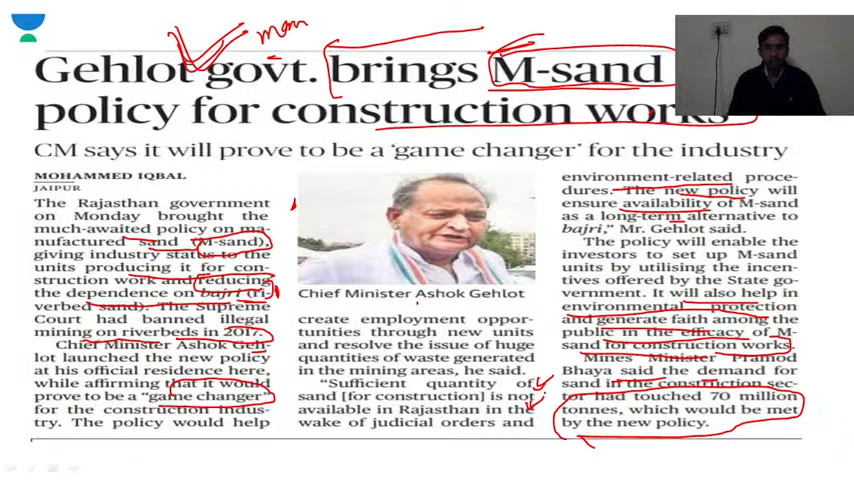 man
Gehlot govt. brings M-sand
policy for construction works
CM says it will prove to be a ‘game changer’ for the industry
MOHAMMED IQBAL
JAIPUR
The Rajasthan government
on Monday brought the
much-awaited policy on ma-
nufactured sand (M-sand),
giving industry status to the
units producing it for con-
struction work and reducing
the dependence on bajri (ri-
verbed sand). The Supreme
Court had banned illegal
mining on riverbeds in 2017.
Chief Minister Ashok Geh-
lot launched the new policy
at his official residence here,
while affirming that it would
prove to be a “game changer”
for the construction indus-
try. The policy would help
Chief Minister Ashok Gehlot
create employment oppor-
tunities through new units
and resolve the issue of huge
quantities of waste generated
in the mining areas, he said.
“Sufficient quantity of
sand [for construction] is not
available in Rajasthan in the
wake of judicial orders and
environment-related proce-
dures. The new policy will
ensure availability of M-sand
as a long-term alternative to
bajri,” Mr. Gehlot said.
The policy will enable the
investors to set up M-sand
units by utilising the incen-
tives offered by the State go-
vernment. It will also help in
environmental protection
and generate faith among the
public in the efficacy of M-
sand for construction works.
Mines Minister Pramod
Bhaya said the demand for
sand in the construction sec-
tor had touched 70 million
tonnes, which would be met
by the new policy.